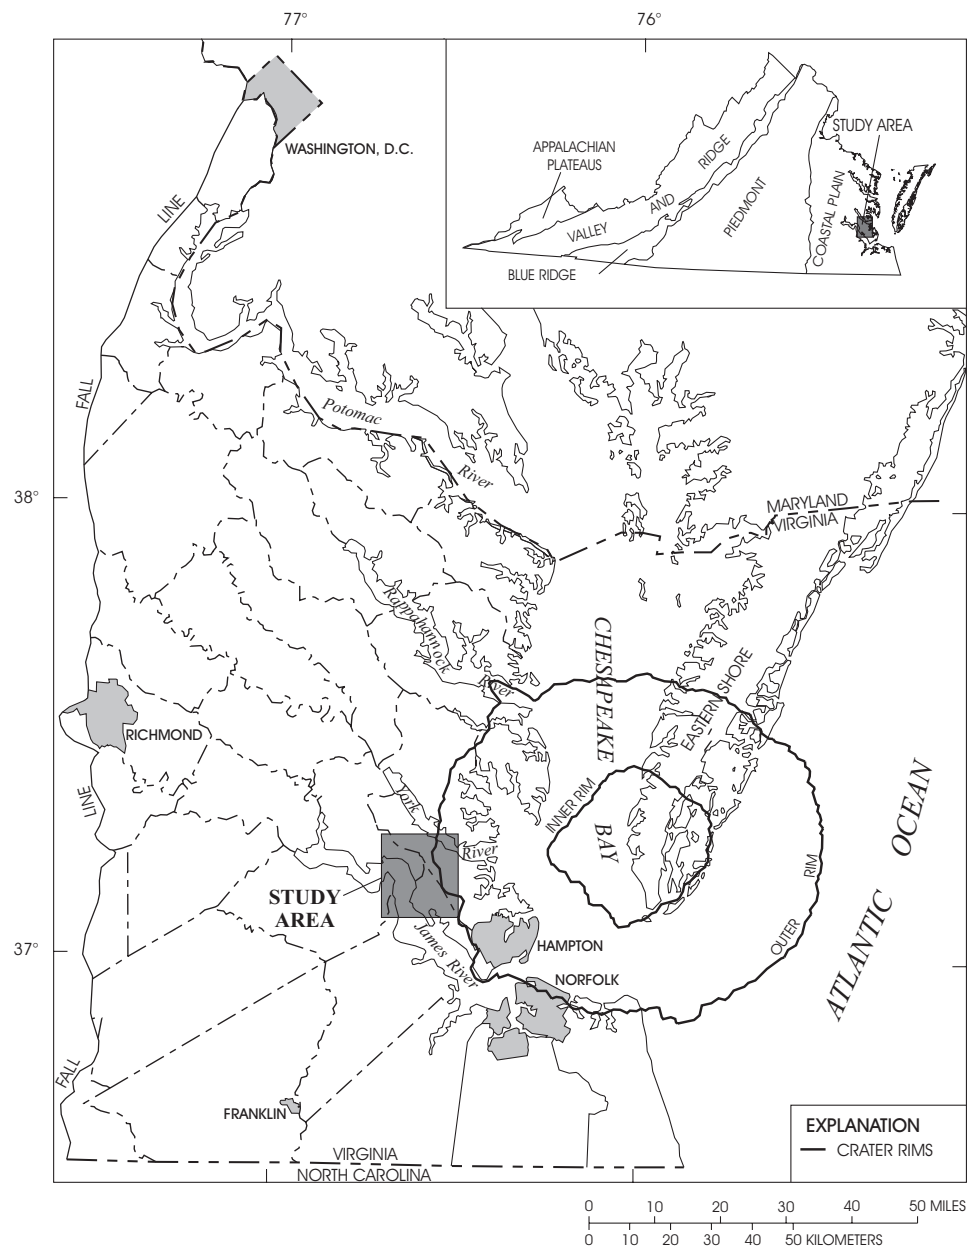 77°
76°
WASHINGTON, D.C.
STUDY AREA
APPALACHIAN
PLATEAUS
VALLEY AND RIDGE
BLUE RIDGE
PIEDMONT
COASTAL PLAIN
FALL LINE
Potomac
River
38°
MARYLAND
VIRGINIA
Rappahannock
River
CHESAPEAKE
BAY
EASTERN SHORE
RICHMOND
FALL LINE
York
River
INNER RIM
OUTER RIM
ATLANTIC OCEAN
STUDY
AREA
37°
James River
HAMPTON
NORFOLK
FRANKLIN
VIRGINIA
NORTH CAROLINA
EXPLANATION
CRATER RIMS
0 10 20 30 40 50 MILES
0 10 20 30 40 50 KILOMETERS